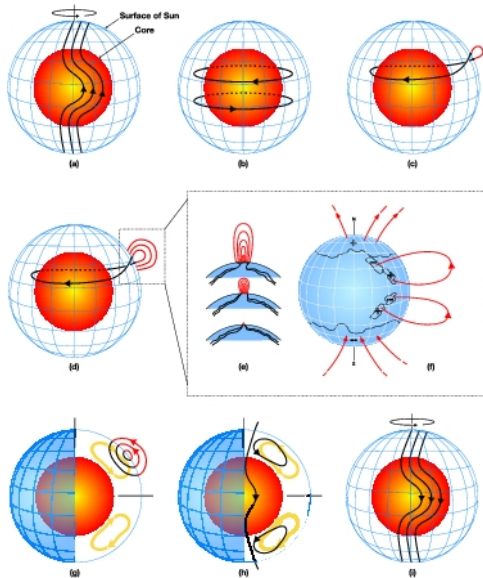 Surface of Sun
Core
(a)
(b)
(c)
(d)
(e)
N
+
S
(f)
(g)
(h)
(i)